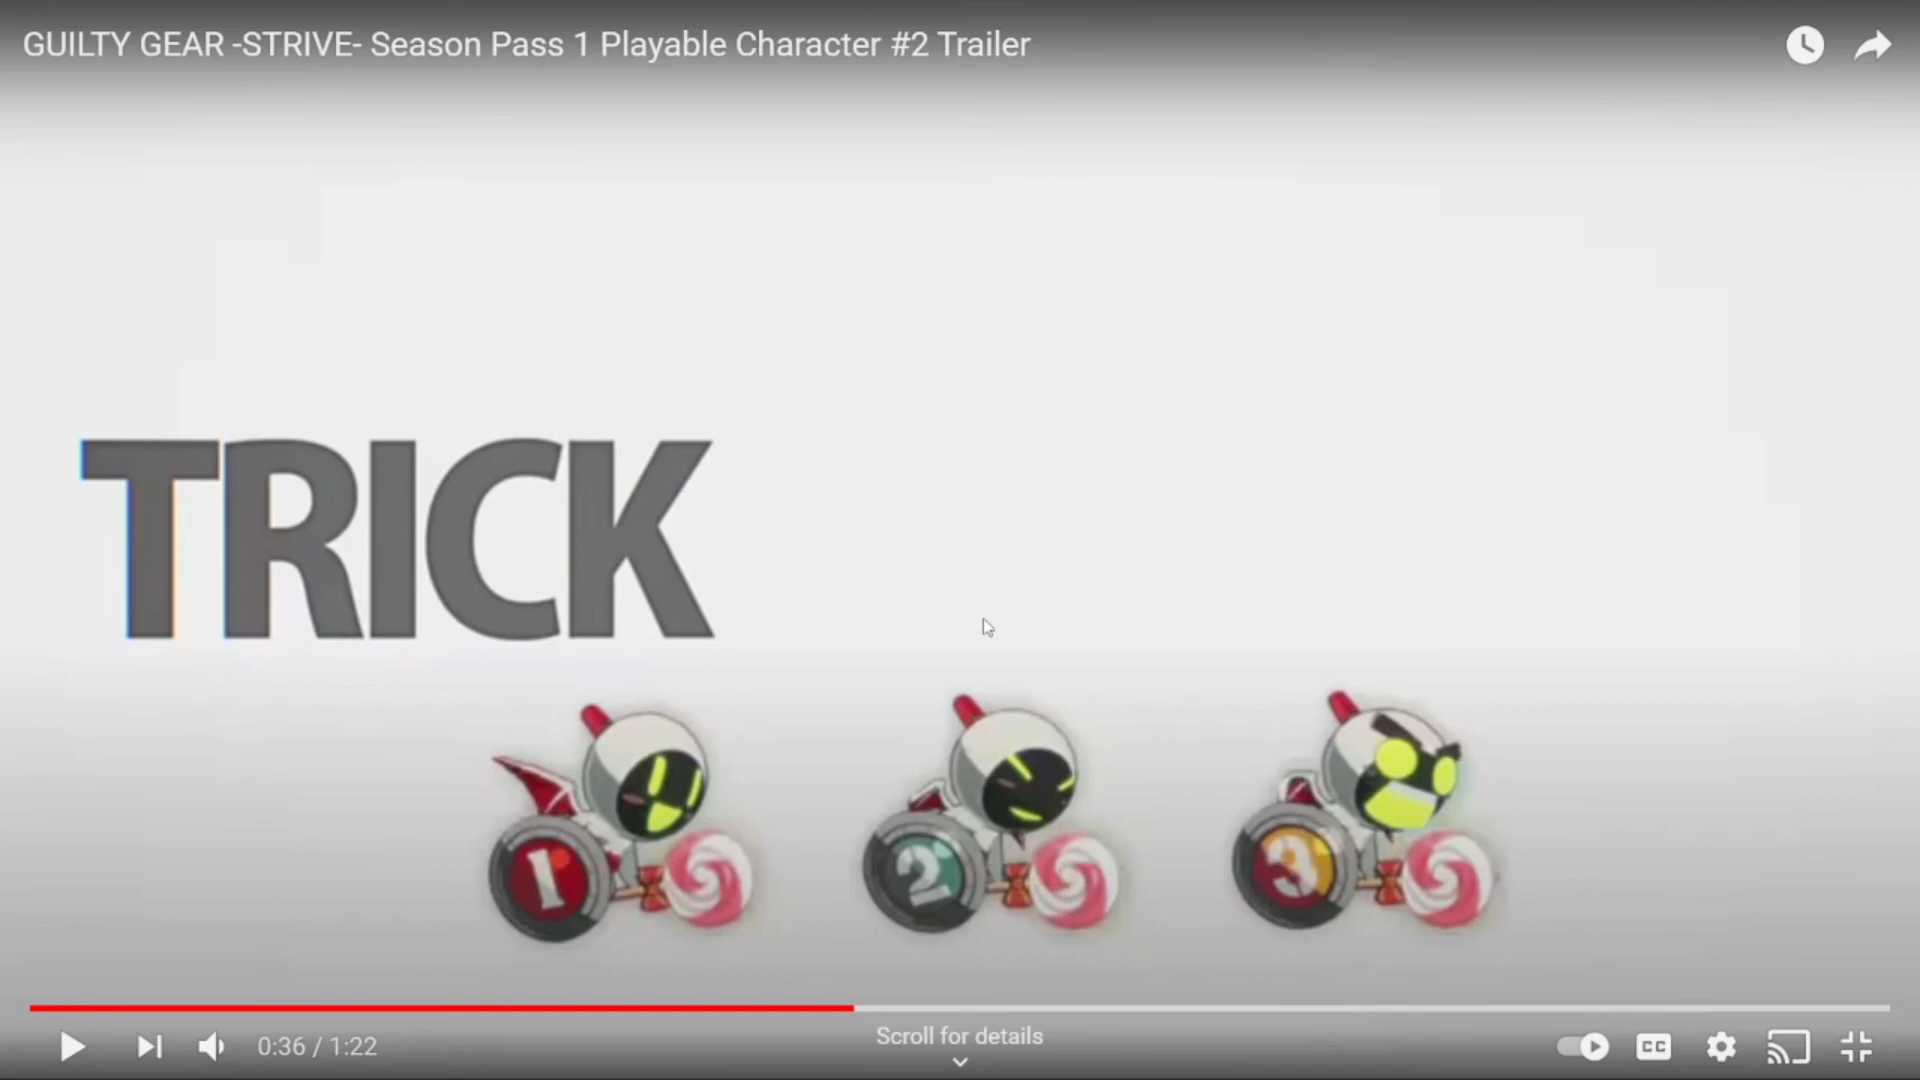 GUILTY GEAR -STRIVE- Season Pass 1 Playable Character #2 Trailer
TRICK
1 2 3
0:36 / 1:22
Scroll for details
CC